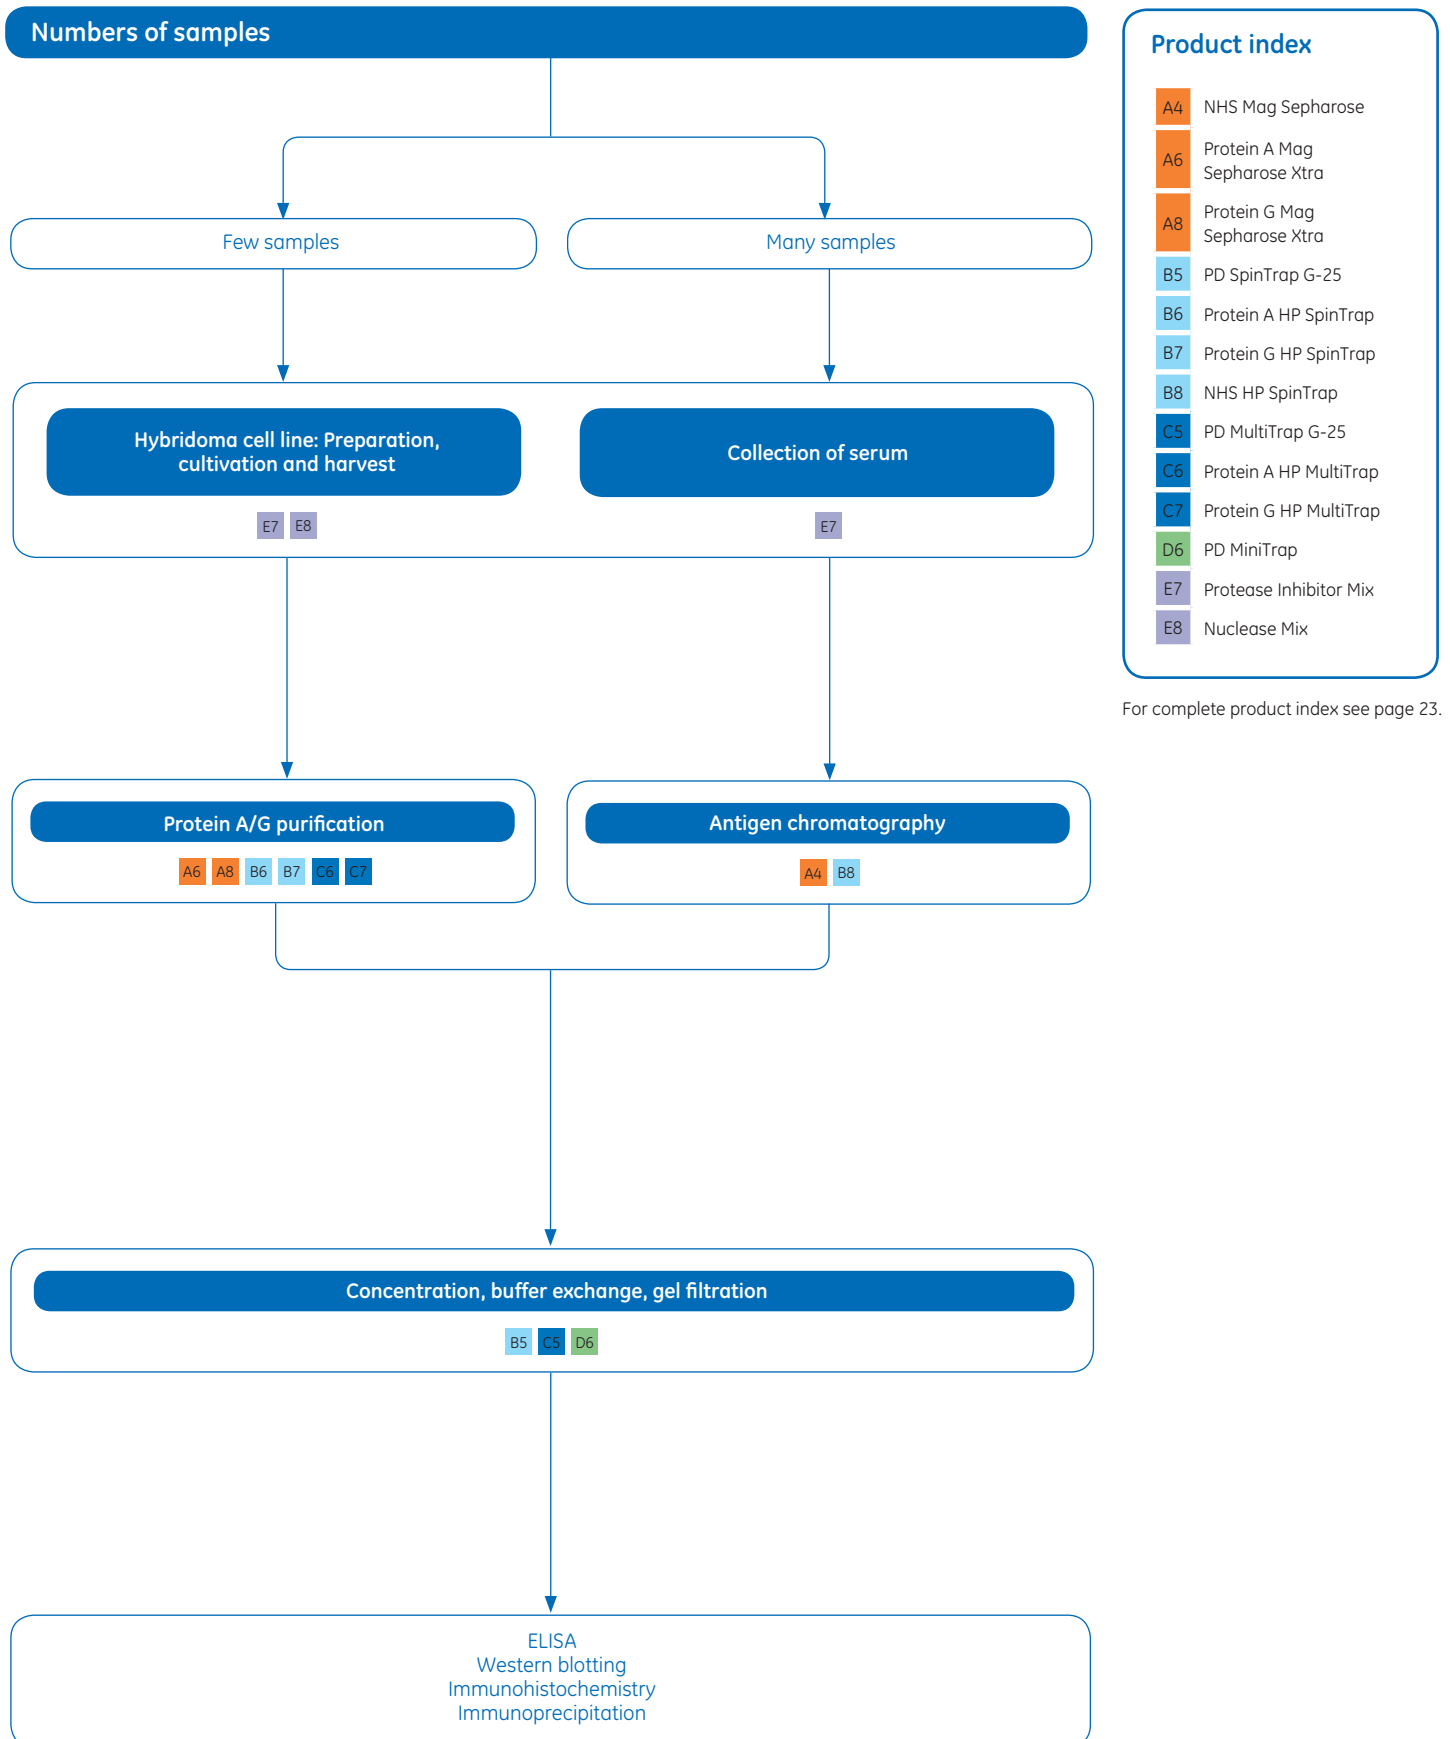 Numbers of samples
Few samples
Many samples
Hybridoma cell line: Preparation,
cultivation and harvest
E7 E8
Collection of serum
E7
Protein A/G purification
A6 A8 B6 B7 C6 C7
Antigen chromatography
A4 B8
Concentration, buffer exchange, gel filtration
B5 C5 D6
ELISA
Western blotting
Immunohistochemistry
Immunoprecipitation
Product index
A4 NHS Mag Sepharose
A6 Protein A Mag
Sepharose Xtra
A8 Protein G Mag
Sepharose Xtra
B5 PD SpinTrap G-25
B6 Protein A HP SpinTrap
B7 Protein G HP SpinTrap
B8 NHS HP SpinTrap
C5 PD MultiTrap G-25
C6 Protein A HP MultiTrap
C7 Protein G HP MultiTrap
D6 PD MiniTrap
E7 Protease Inhibitor Mix
E8 Nuclease Mix
For complete product index see page 23.